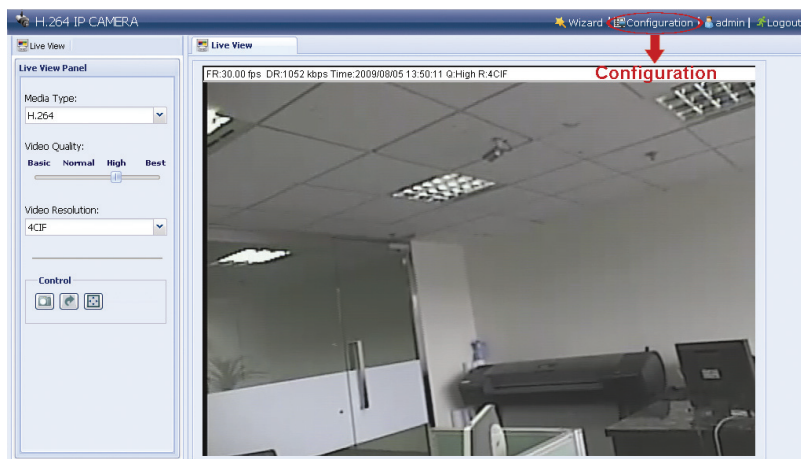 H.264 IP CAMERA
Wizard | Configuration | admin | Logout
Live View
Live View
Live View Panel
FR:30.00 fps DR:1052 kbps Time:2009/08/05 13:50:11 Q:High R:4CIF
Configuration
Media Type:
H.264
Video Quality:
Basic Normal High Best
Video Resolution:
4CIF
Control